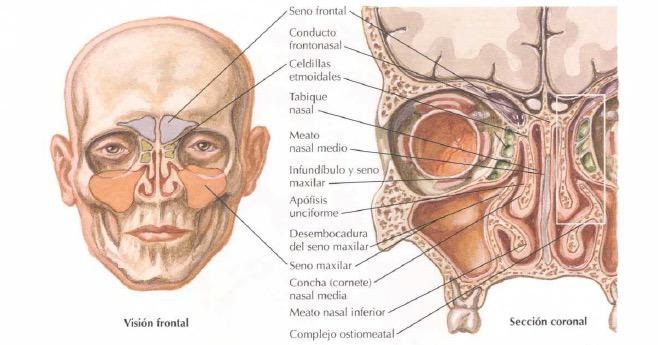 Seno frontal
Conducto
frontonasal
Celdillas
etmoidales
Tabique
nasal
Meato
nasal medio
Infundíbulo y seno
maxilar
Apófisis
unciforme
Desembocadura
del seno maxilar
Seno maxilar
Concha (cornete)
nasal media
Meato nasal inferior
Complejo ostiomeatal
Visión frontal
Sección coronal